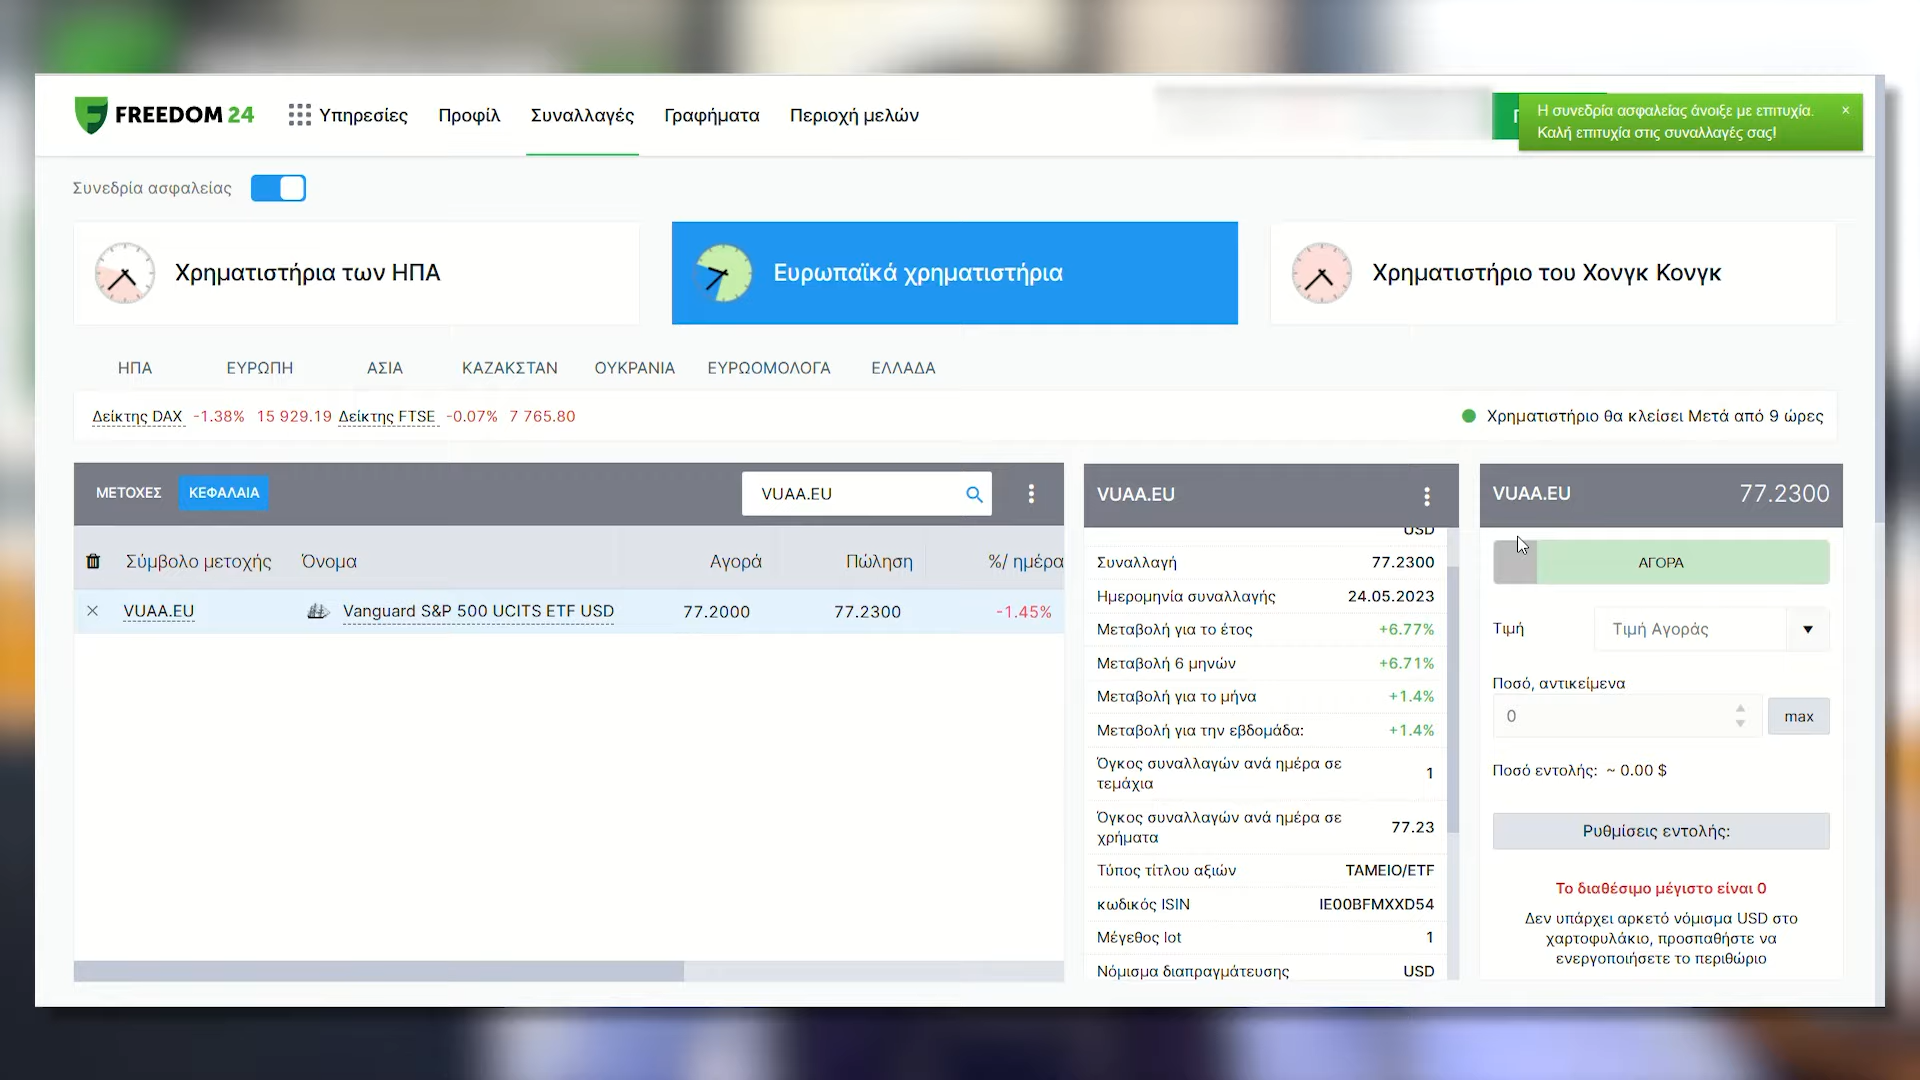 FREEDOM 24
Υπηρεσίες
Προφίλ
Συναλλαγές
Γραφήματα
Περιοχή μελών
Η συνεδρία ασφαλείας άνοιξε με επιτυχία.
Καλή επιτυχία στις συναλλαγές σας!
×
Συνεδρία ασφαλείας
Χρηματιστήρια των ΗΠΑ
Ευρωπαϊκά χρηματιστήρια
Χρηματιστήριο του Χονγκ Κονγκ
ΗΠΑ ΕΥΡΩΠΗ ΑΣΙΑ ΚΑΖΑΚΣΤΑΝ ΟΥΚΡΑΝΙΑ ΕΥΡΩΟΜΟΛΟΓΑ ΕΛΛΑΔΑ
Δείκτης DAX -1.38% 15 929.19 Δείκτης FTSE -0.07% 7 765.80
Χρηματιστήριο θα κλείσει Μετά από 9 ώρες
ΜΕΤΟΧΕΣ ΚΕΦΑΛΑΙΑ VUAA.EU
Σύμβολο μετοχής Όνομα Αγορά Πώληση %/ ημέρα
VUAA.EU Vanguard S&P 500 UCITS ETF USD 77.2000 77.2300 -1.45%
VUAA.EU
USD
Συναλλαγή 77.2300
Ημερομηνία συναλλαγής 24.05.2023
Μεταβολή για το έτος +6.77%
Μεταβολή 6 μηνών +6.71%
Μεταβολή για το μήνα +1.4%
Μεταβολή για την εβδομάδα: +1.4%
Όγκος συναλλαγών ανά ημέρα σε
τεμάχια 1
Όγκος συναλλαγών ανά ημέρα σε
χρήματα 77.23
Τύπος τίτλου αξιών ΤΑΜΕΙΟ/ETF
κωδικός ISIN IE00BFMXXD54
Μέγεθος lot 1
Νόμισμα διαπραγμάτευσης USD
VUAA.EU 77.2300
ΑΓΟΡΑ
Τιμή Τιμή Αγοράς
Ποσό, αντικείμενα
0 max
Ποσό εντολής: ~ 0.00 $
Ρυθμίσεις εντολής:
Το διαθέσιμο μέγιστο είναι 0
Δεν υπάρχει αρκετό νόμισμα USD στο
χαρτοφυλάκιο, προσπαθήστε να
ενεργοποιήσετε το περιθώριο